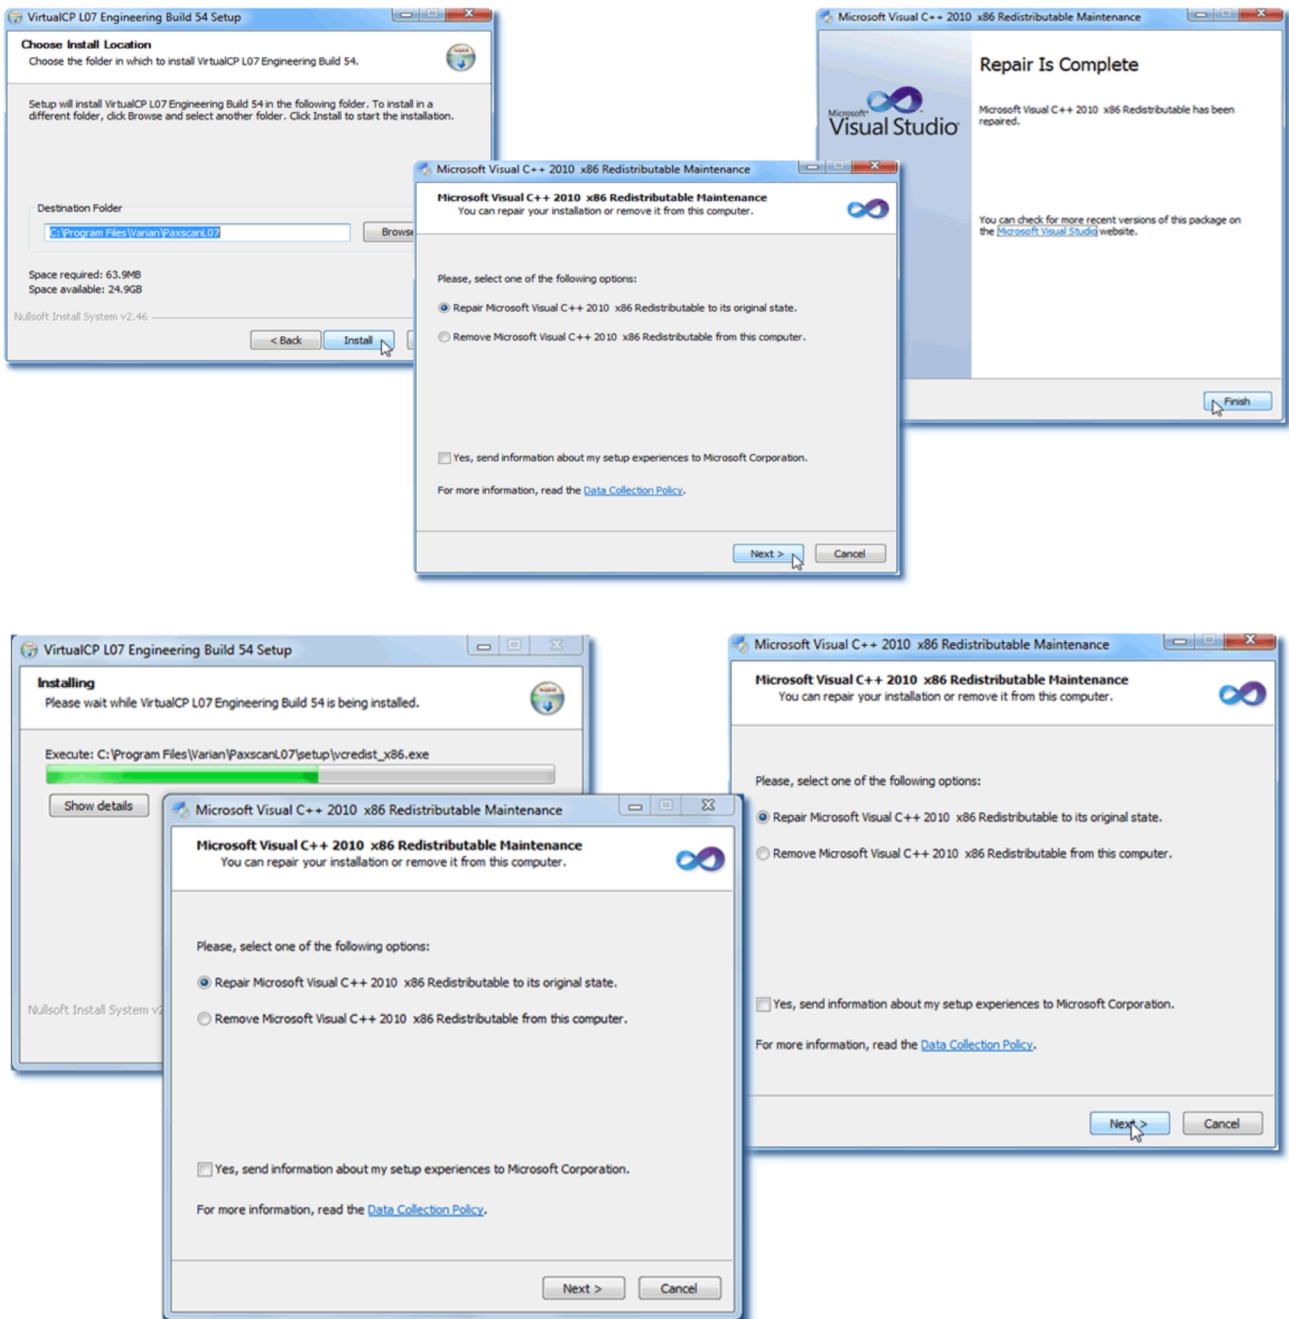 VirtualCP L07 Engineering Build 54 Setup
Choose Install Location
Choose the folder in which to install VirtualCP L07 Engineering Build 54.
Setup will install VirtualCP L07 Engineering Build 54 in the following folder. To install in a
different folder, click Browse and select another folder. Click Install to start the installation.
Destination Folder
C:\Program Files\Varian\PaxscanL07
Browse
Space required: 63.9MB
Space available: 24.9GB
Nullsoft Install System v2.46
< Back
Install
Microsoft Visual C++ 2010 x86 Redistributable Maintenance
Microsoft Visual C++ 2010 x86 Redistributable Maintenance
You can repair your installation or remove it from this computer.
Please, select one of the following options:
Repair Microsoft Visual C++ 2010 x86 Redistributable to its original state.
Remove Microsoft Visual C++ 2010 x86 Redistributable from this computer.
Yes, send information about my setup experiences to Microsoft Corporation.
For more information, read the Data Collection Policy.
Next >
Cancel
Microsoft Visual C++ 2010 x86 Redistributable Maintenance
Microsoft
Visual Studio
Repair Is Complete
Microsoft Visual C++ 2010 x86 Redistributable has been
repaired.
You can check for more recent versions of this package on
the Microsoft Visual Studio website.
Finish
VirtualCP L07 Engineering Build 54 Setup
Installing
Please wait while VirtualCP L07 Engineering Build 54 is being installed.
Execute: C:\Program Files\Varian\PaxscanL07\setup\vcredist_x86.exe
Show details
Nullsoft Install System v2
Microsoft Visual C++ 2010 x86 Redistributable Maintenance
Microsoft Visual C++ 2010 x86 Redistributable Maintenance
You can repair your installation or remove it from this computer.
Please, select one of the following options:
Repair Microsoft Visual C++ 2010 x86 Redistributable to its original state.
Remove Microsoft Visual C++ 2010 x86 Redistributable from this computer.
Yes, send information about my setup experiences to Microsoft Corporation.
For more information, read the Data Collection Policy.
Next >
Cancel
Microsoft Visual C++ 2010 x86 Redistributable Maintenance
Microsoft Visual C++ 2010 x86 Redistributable Maintenance
You can repair your installation or remove it from this computer.
Please, select one of the following options:
Repair Microsoft Visual C++ 2010 x86 Redistributable to its original state.
Remove Microsoft Visual C++ 2010 x86 Redistributable from this computer.
Yes, send information about my setup experiences to Microsoft Corporation.
For more information, read the Data Collection Policy.
Next >
Cancel